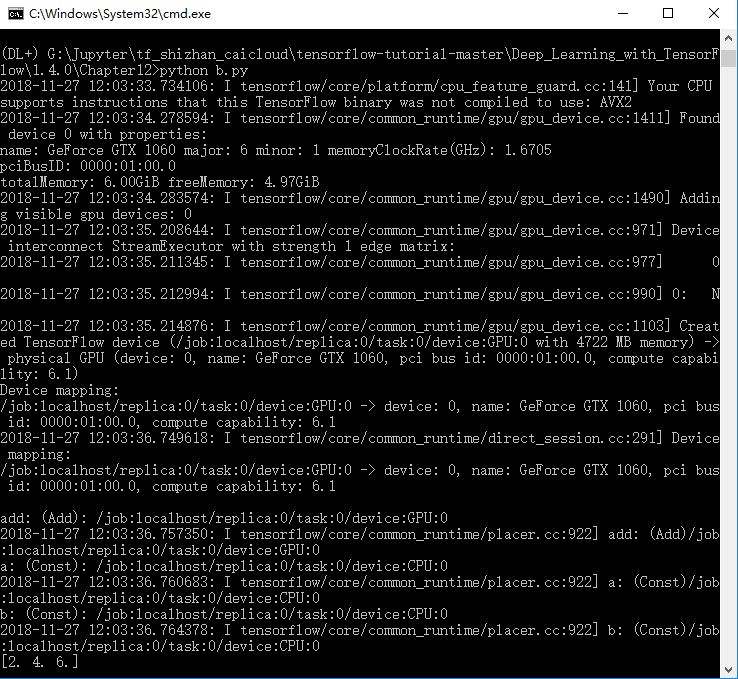 C:\Windows\System32\cmd.exe
(DL+) G:\Jupyter\tf_shizhan_caicloud\tensorflow-tutorial-master\Deep_Learning_with_TensorF
low\1.4.0\Chapter12>python b.py
2018-11-27 12:03:33.734106: I tensorflow/core/platform/cpu_feature_guard.cc:141] Your CPU
supports instructions that this TensorFlow binary was not compiled to use: AVX2
2018-11-27 12:03:34.278594: I tensorflow/core/common_runtime/gpu/gpu_device.cc:1411] Found
 device 0 with properties:
name: GeForce GTX 1060 major: 6 minor: 1 memoryClockRate(GHz): 1.6705
pciBusID: 0000:01:00.0
totalMemory: 6.00GiB freeMemory: 4.97GiB
2018-11-27 12:03:34.283574: I tensorflow/core/common_runtime/gpu/gpu_device.cc:1490] Addin
g visible gpu devices: 0
2018-11-27 12:03:35.208644: I tensorflow/core/common_runtime/gpu/gpu_device.cc:971] Device
 interconnect StreamExecutor with strength 1 edge matrix:
2018-11-27 12:03:35.211345: I tensorflow/core/common_runtime/gpu/gpu_device.cc:977]      0
2018-11-27 12:03:35.212994: I tensorflow/core/common_runtime/gpu/gpu_device.cc:990] 0:   N
2018-11-27 12:03:35.214876: I tensorflow/core/common_runtime/gpu/gpu_device.cc:1103] Creat
ed TensorFlow device (/job:localhost/replica:0/task:0/device:GPU:0 with 4722 MB memory) ->
 physical GPU (device: 0, name: GeForce GTX 1060, pci bus id: 0000:01:00.0, compute capabi
lity: 6.1)
Device mapping:
/job:localhost/replica:0/task:0/device:GPU:0 -> device: 0, name: GeForce GTX 1060, pci bus
 id: 0000:01:00.0, compute capability: 6.1
2018-11-27 12:03:36.749618: I tensorflow/core/common_runtime/direct_session.cc:291] Device
 mapping:
/job:localhost/replica:0/task:0/device:GPU:0 -> device: 0, name: GeForce GTX 1060, pci bus
 id: 0000:01:00.0, compute capability: 6.1
add: (Add): /job:localhost/replica:0/task:0/device:GPU:0
2018-11-27 12:03:36.757350: I tensorflow/core/common_runtime/placer.cc:922] add: (Add)/job
:localhost/replica:0/task:0/device:GPU:0
a: (Const): /job:localhost/replica:0/task:0/device:CPU:0
2018-11-27 12:03:36.760683: I tensorflow/core/common_runtime/placer.cc:922] a: (Const)/job
:localhost/replica:0/task:0/device:CPU:0
b: (Const): /job:localhost/replica:0/task:0/device:CPU:0
2018-11-27 12:03:36.764378: I tensorflow/core/common_runtime/placer.cc:922] b: (Const)/job
:localhost/replica:0/task:0/device:CPU:0
[2. 4. 6.]